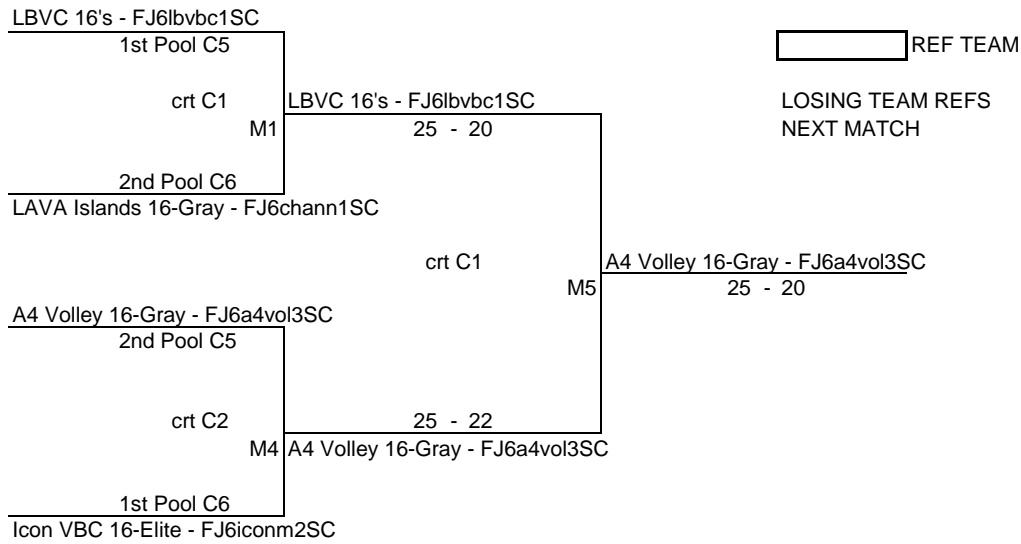 LBVC 16's - FJ6lbvbc1SC
1st Pool C5
REF TEAM
crt C1
LBVC 16's - FJ6lbvbc1SC
LOSING TEAM REFS
M1
25 - 20
NEXT MATCH
2nd Pool C6
LAVA Islands 16-Gray - FJ6chann1SC
crt C1
A4 Volley 16-Gray - FJ6a4vol3SC
M5
25 - 20
A4 Volley 16-Gray - FJ6a4vol3SC
2nd Pool C5
crt C2
25 - 22
M4
A4 Volley 16-Gray - FJ6a4vol3SC
1st Pool C6
Icon VBC 16-Elite - FJ6iconm2SC